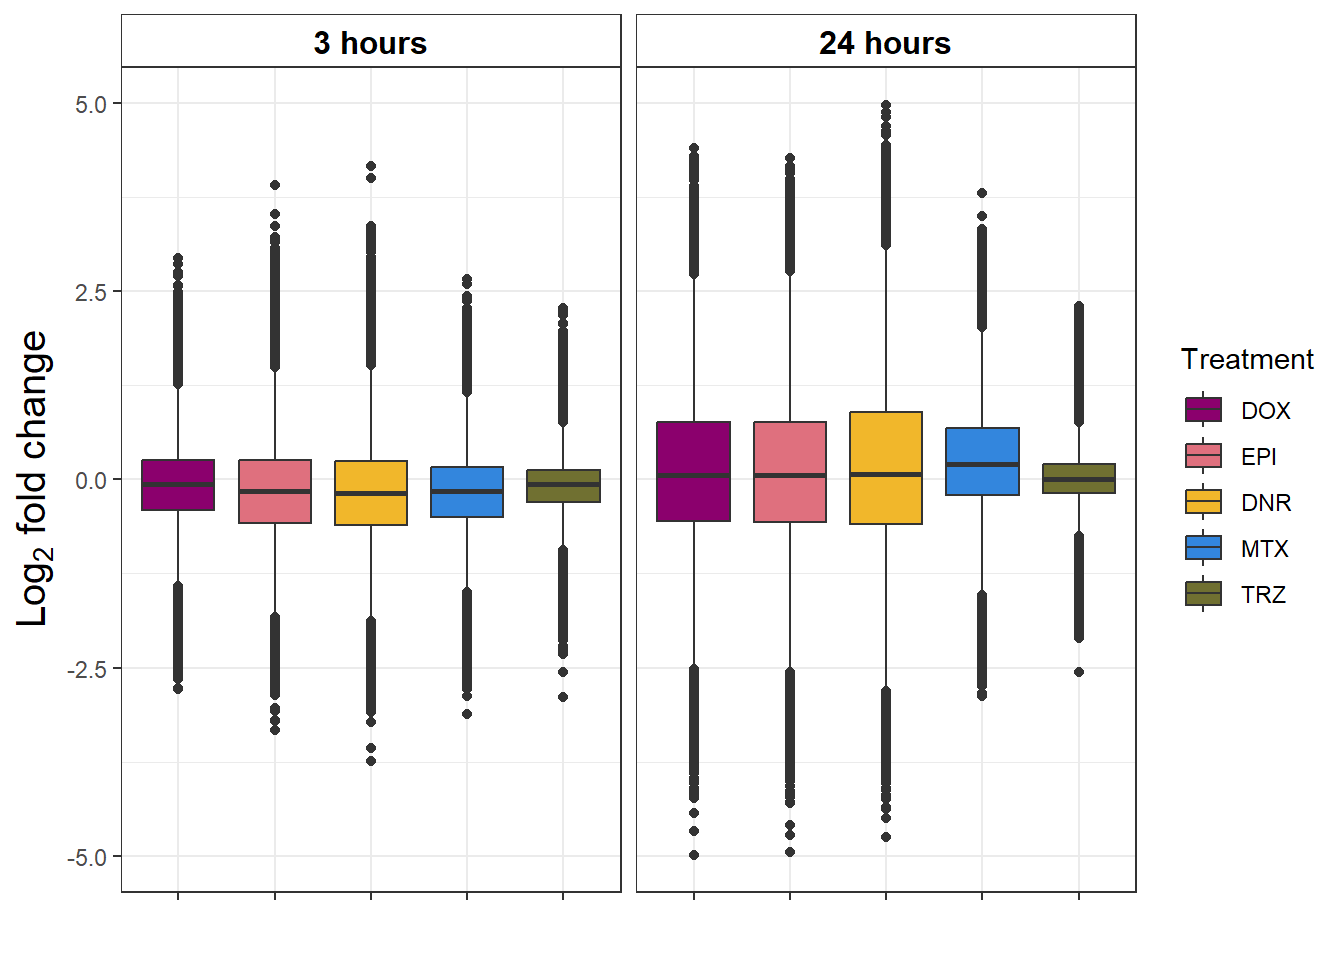 3 hours
24 hours
Log₂ fold change
5.0
2.5
0.0
-2.5
-5.0
Treatment
DOX
EPI
DNR
MTX
TRZ